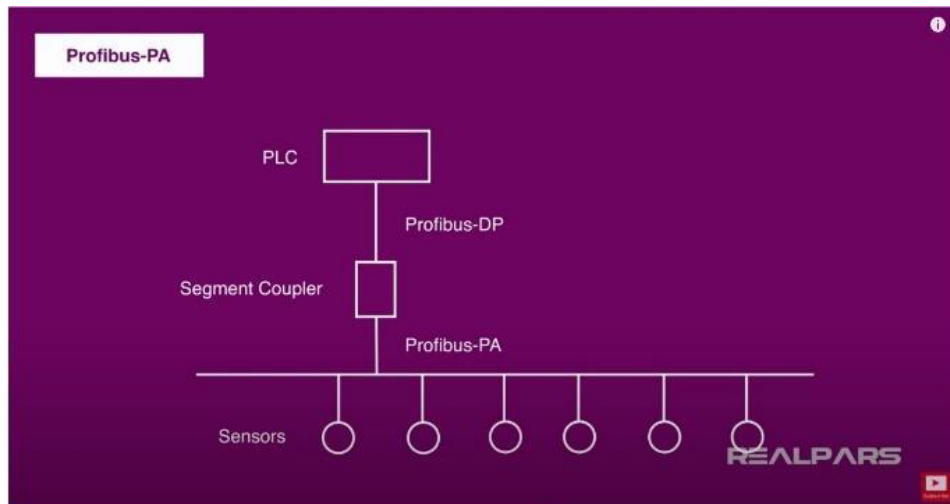 Profibus-PA
PLC
Profibus-DP
Segment Coupler
Profibus-PA
Sensors
REALPARS